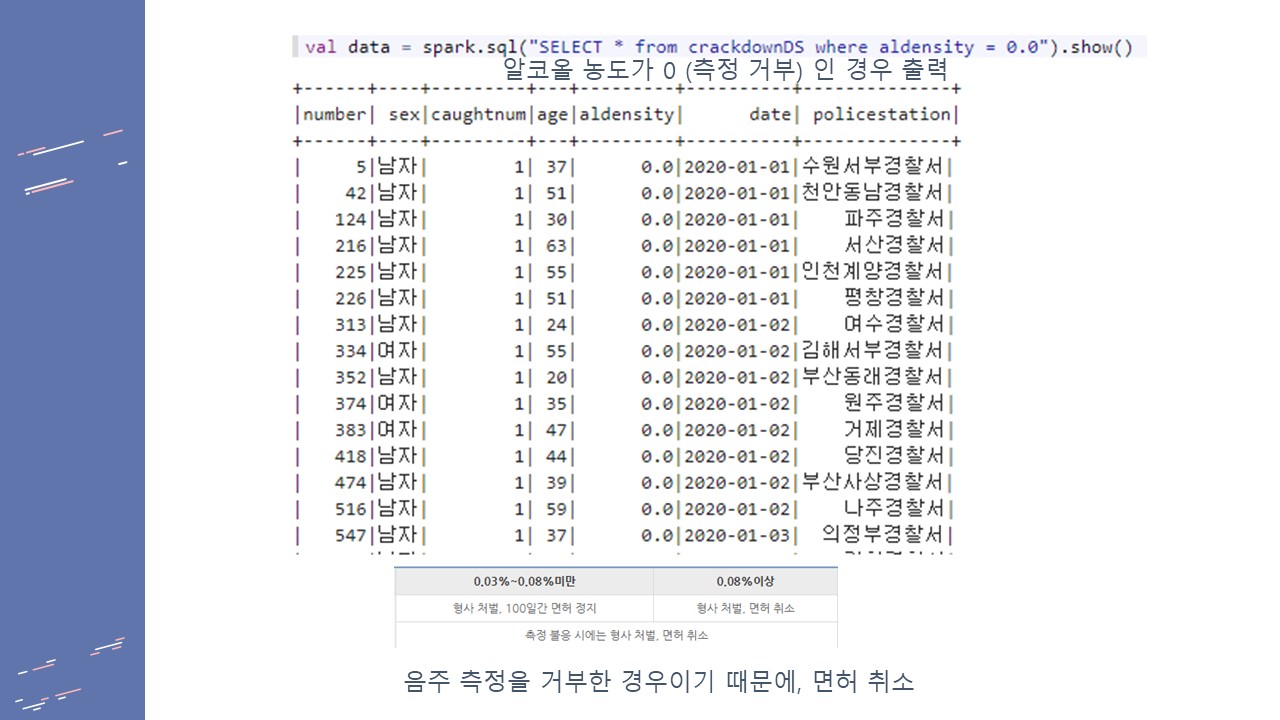 val data = spark.sql("SELECT * from crackdownDS where aldensity = 0.0").show()
알코올 농도가 0 (측정 거부) 인 경우 출력
+------+----+---------+---+---------+----------+--------------+
|number| sex|caughtnum|age|aldensity| date| policestation|
+------+----+---------+---+---------+----------+--------------+
| 5|남자| 1| 37| 0.0|2020-01-01|수원서부경찰서|
| 42|남자| 1| 51| 0.0|2020-01-01|천안동남경찰서|
| 124|남자| 1| 30| 0.0|2020-01-01| 파주경찰서|
| 216|남자| 1| 63| 0.0|2020-01-01| 서산경찰서|
| 225|남자| 1| 55| 0.0|2020-01-01|인천계양경찰서|
| 226|남자| 1| 51| 0.0|2020-01-01| 평창경찰서|
| 313|남자| 1| 24| 0.0|2020-01-02| 여수경찰서|
| 334|여자| 1| 55| 0.0|2020-01-02|김해서부경찰서|
| 352|남자| 1| 20| 0.0|2020-01-02|부산동래경찰서|
| 374|여자| 1| 35| 0.0|2020-01-02| 원주경찰서|
| 383|여자| 1| 47| 0.0|2020-01-02| 거제경찰서|
| 418|남자| 1| 44| 0.0|2020-01-02| 당진경찰서|
| 474|남자| 1| 39| 0.0|2020-01-02|부산사상경찰서|
| 516|남자| 1| 59| 0.0|2020-01-02| 나주경찰서|
| 547|남자| 1| 37| 0.0|2020-01-03| 의정부경찰서|
0.03%~0.08%미만 0.08%이상
형사 처벌, 100일간 면허 정지 형사 처벌, 면허 취소
측정 불응 시에는 형사 처벌, 면허 취소
음주 측정을 거부한 경우이기 때문에, 면허 취소